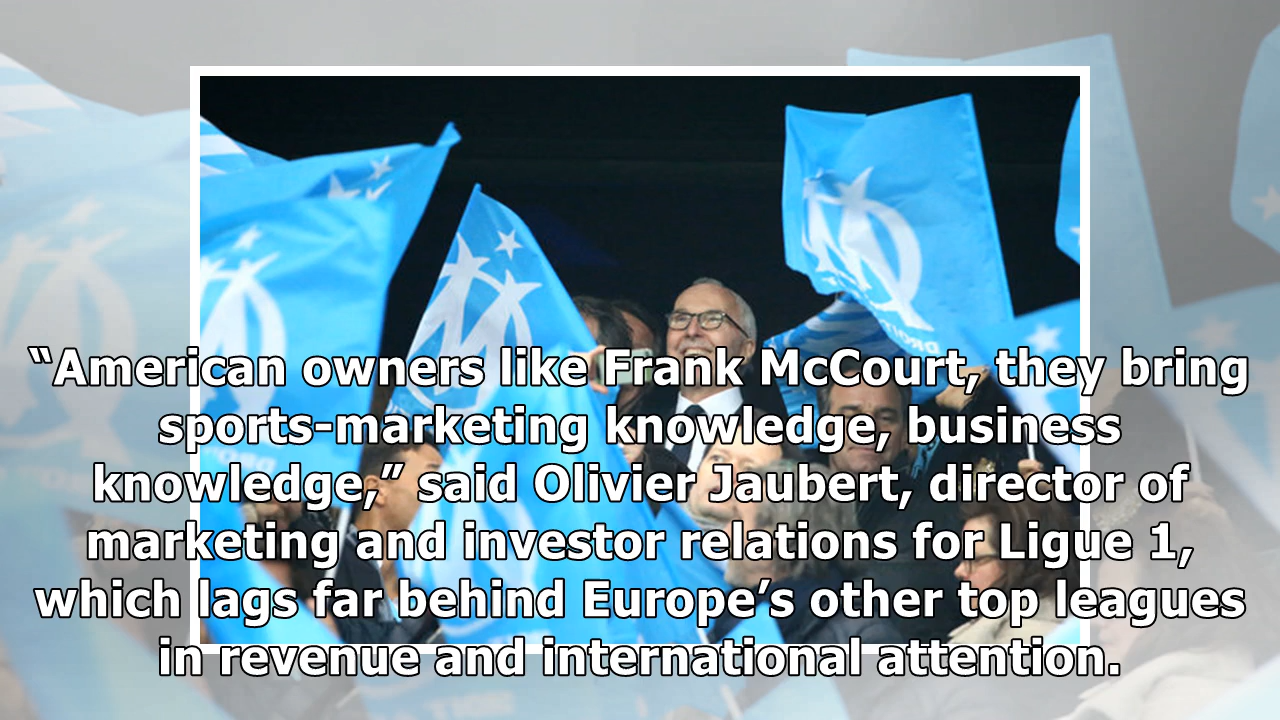 “American owners like Frank McCourt, they bring
sports-marketing knowledge, business
knowledge,” said Olivier Jaubert, director of
marketing and investor relations for Ligue 1,
which lags far behind Europe’s other top leagues
in revenue and international attention.